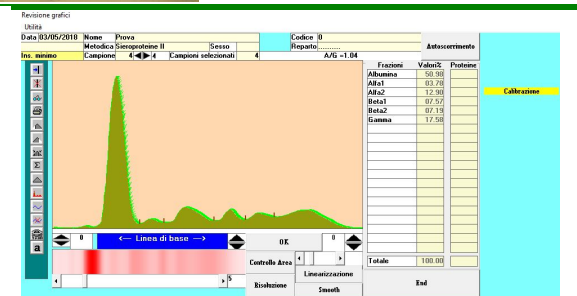 Revisione grafici
Utilità
Data 03/05/2018 Nome Prova Codice 0
Metodica Sieroproteine II Sesso Reparto........... Autoscorrimento
Ins. minimo Campione 4 4 Campioni selezionati 4 A/G =1.04
Frazioni Valori% Proteine
Albumina 50.98
Alfa1 03.78
Alfa2 12.90
Beta1 07.57
Beta2 07.19
Gamma 17.58
Calibrazione
Σ
a
0 <-- Linea di base --> OK 0
Controllo Area
5
Linearizzazione
Risoluzione
Smooth
Totale 100.00
End